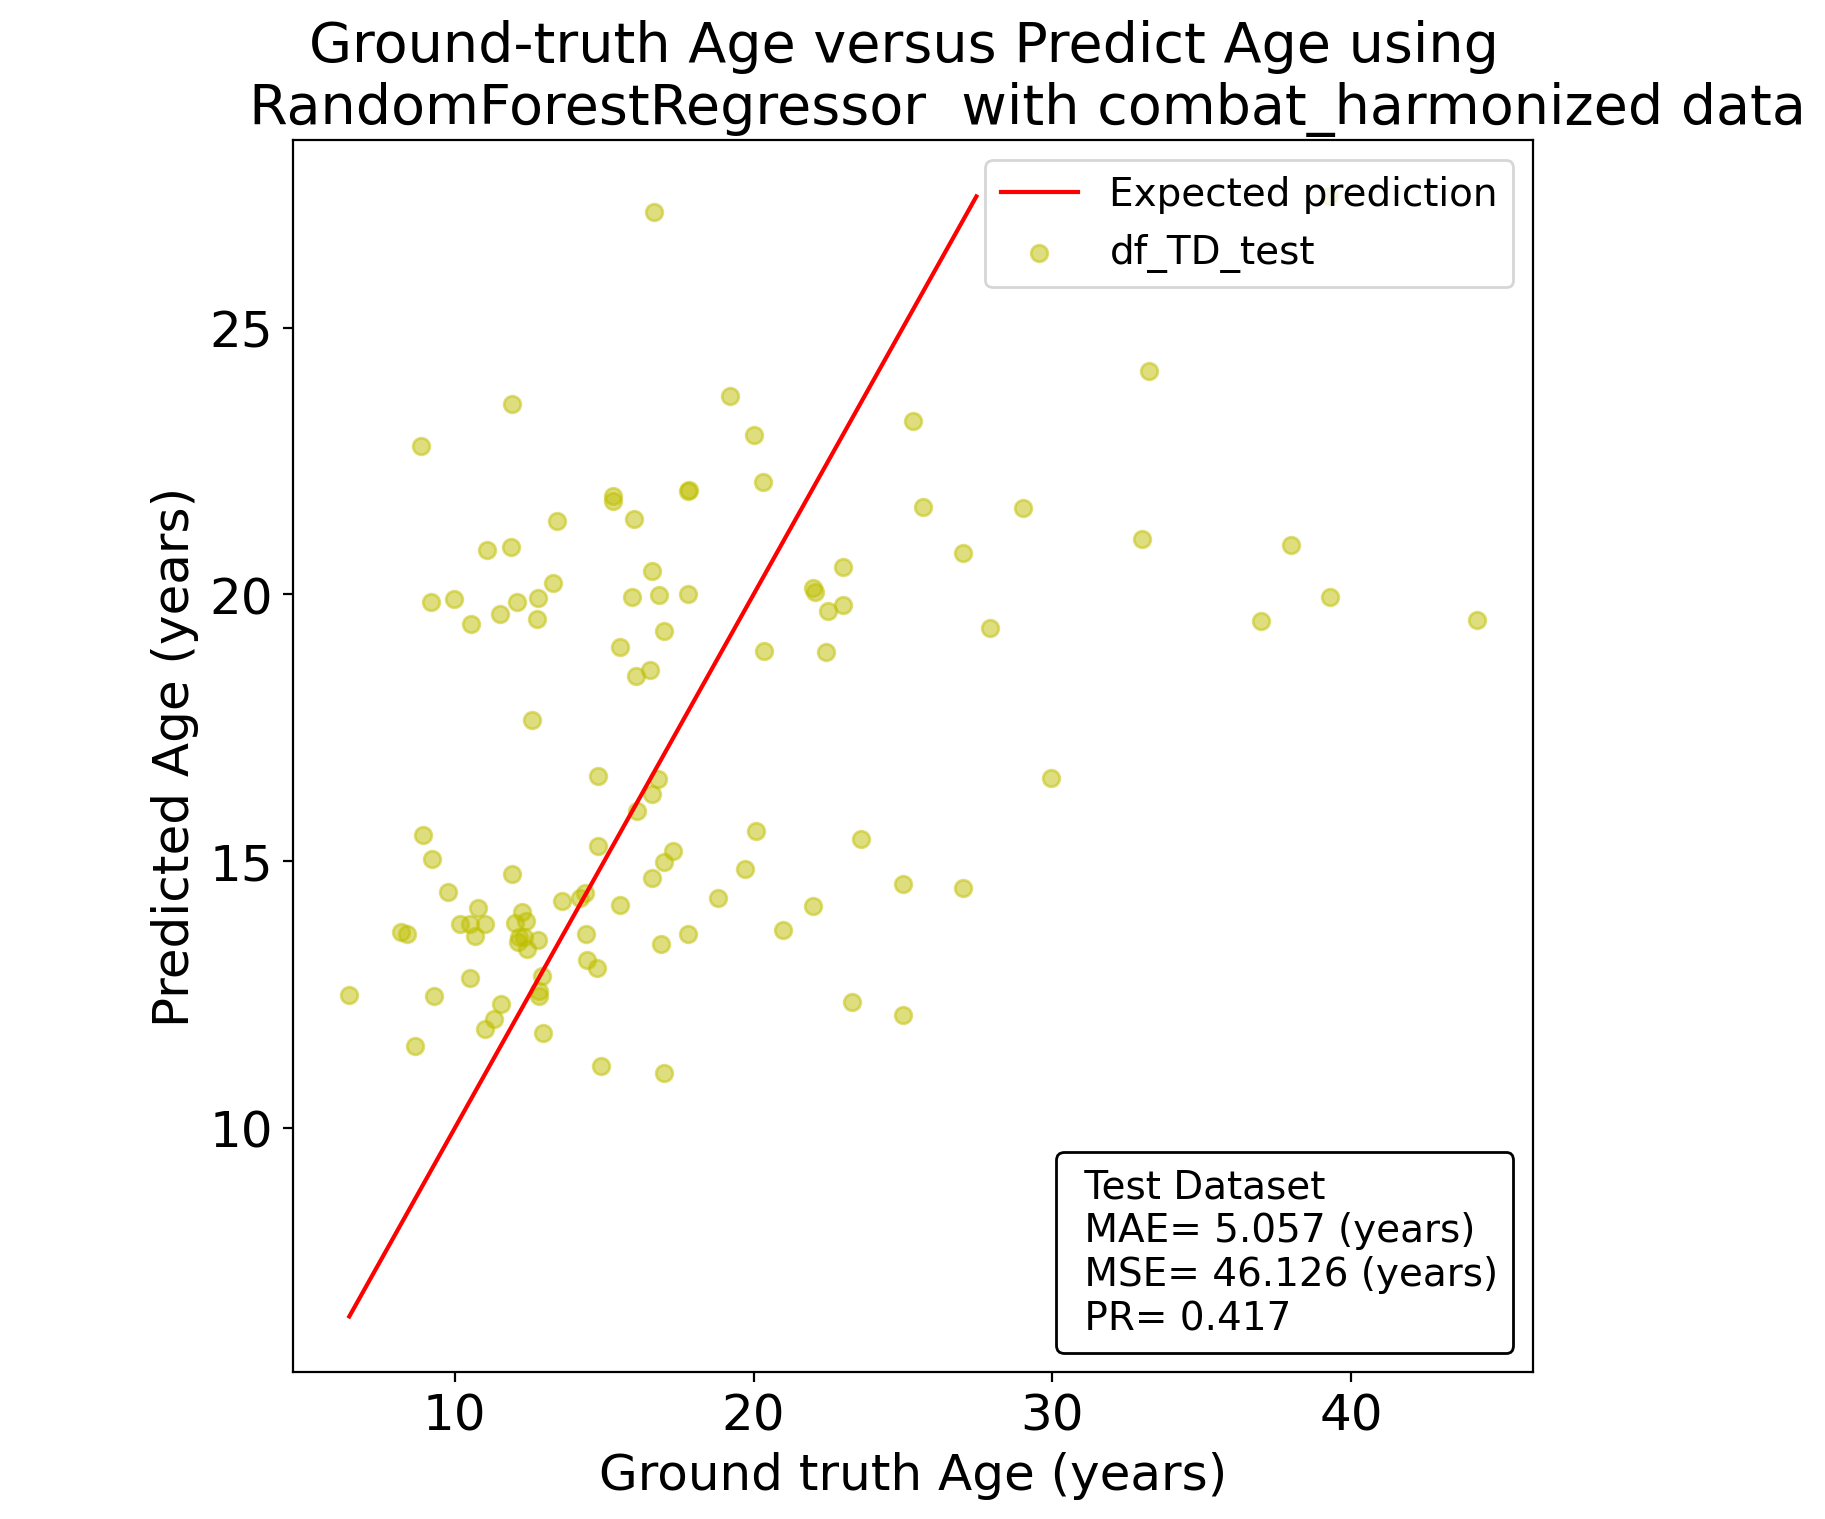 Ground-truth Age versus Predict Age using
RandomForestRegressor  with combat_harmonized data
Expected prediction
df_TD_test
25
20
15
10
Predicted Age (years)
Test Dataset
MAE= 5.057 (years)
MSE= 46.126 (years)
PR= 0.417
10 20 30 40
Ground truth Age (years)